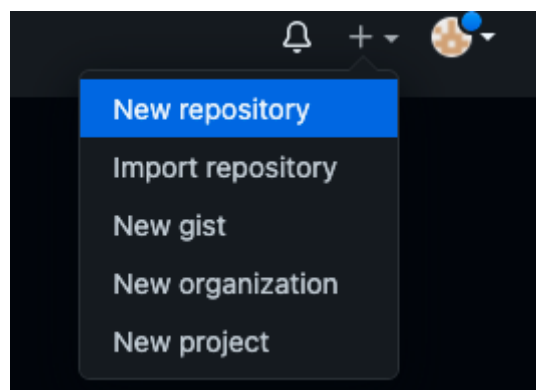 New repository
Import repository
New gist
New organization
New project